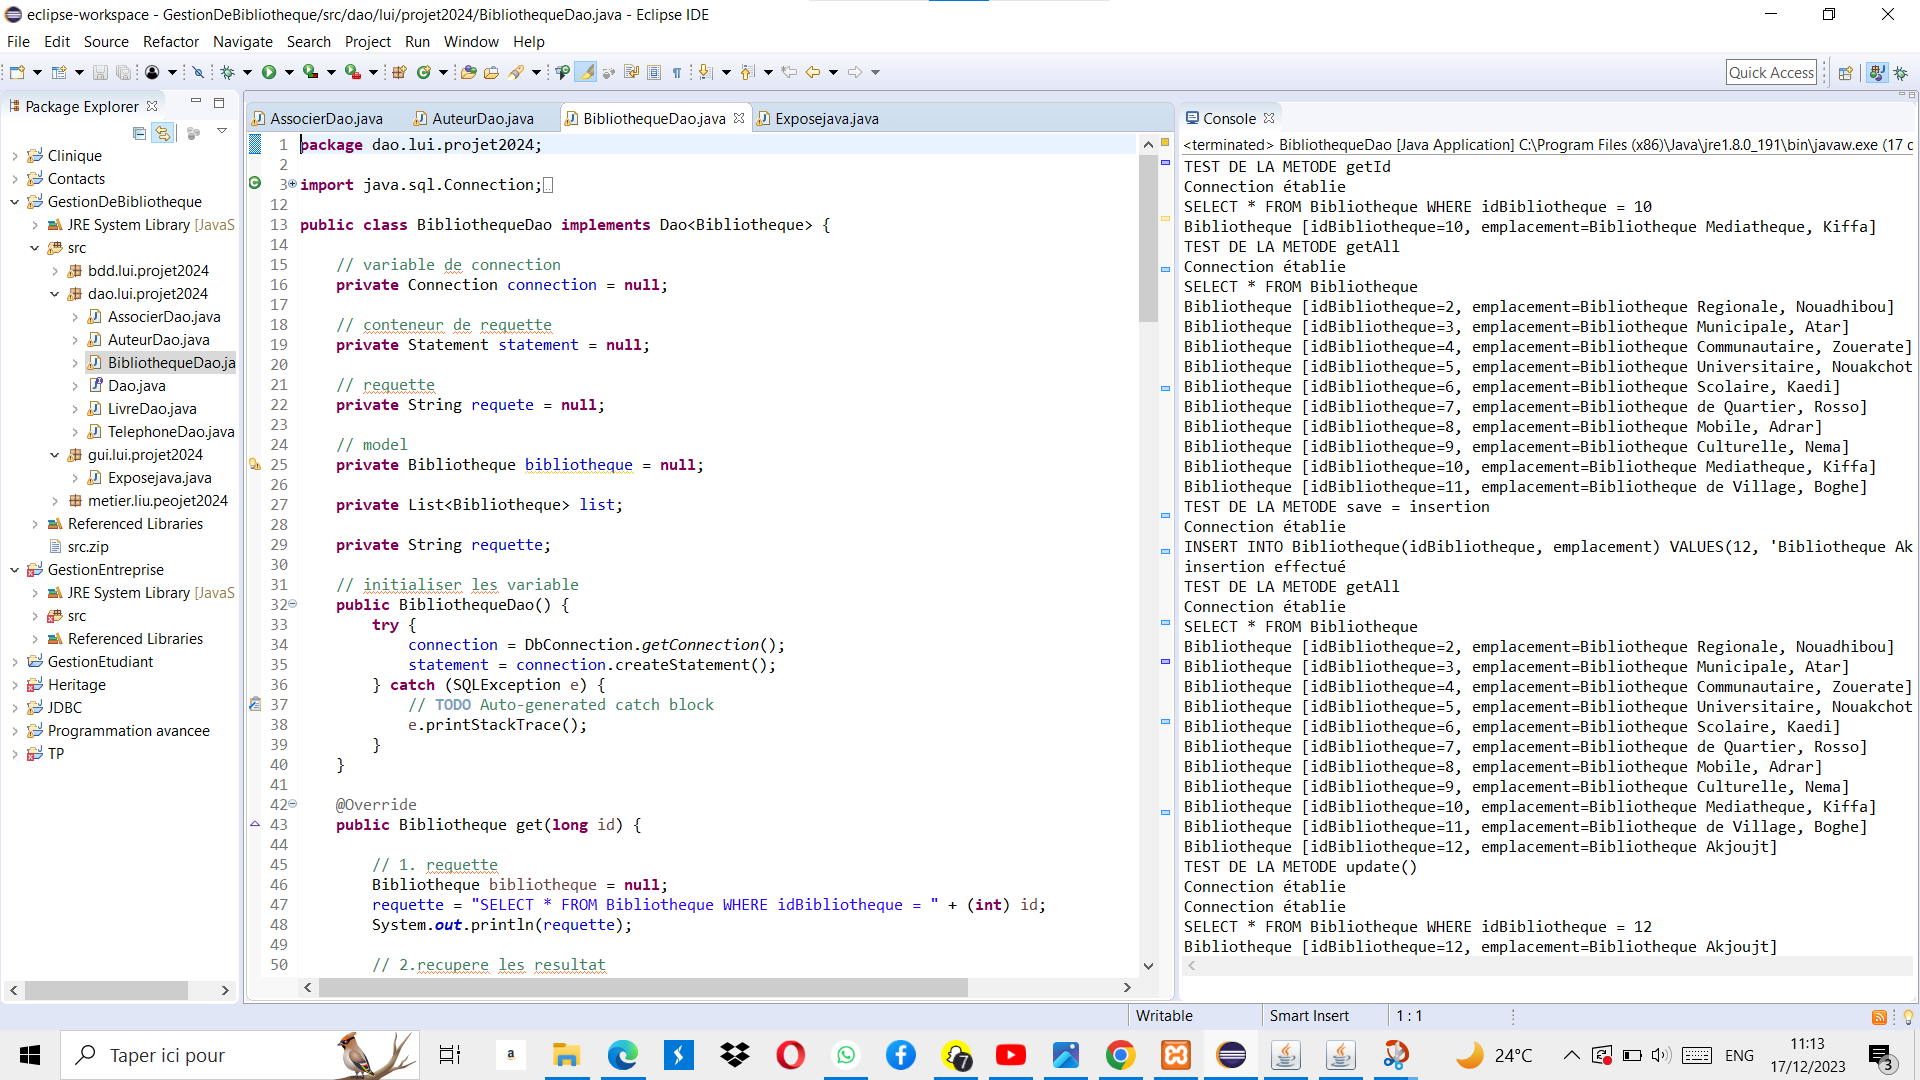 eclipse-workspace - GestionDeBibliotheque/src/dao/lui/projet2024/BibliothequeDao.java - Eclipse IDE
File Edit Source Refactor Navigate Search Project Run Window Help
Quick Access
Package Explorer
Clinique
Contacts
GestionDeBibliotheque
JRE System Library [JavaS
src
bdd.lui.projet2024
dao.lui.projet2024
AssocierDao.java
AuteurDao.java
BibliothequeDao.ja
Dao.java
LivreDao.java
TelephoneDao.java
gui.lui.projet2024
Exposejava.java
metier.liu.peojet2024
Referenced Libraries
src.zip
GestionEntreprise
JRE System Library [JavaS
src
Referenced Libraries
GestionEtudiant
Heritage
JDBC
Programmation avancee
TP
AssocierDao.java AuteurDao.java BibliothequeDao.java Exposejava.java
1 package dao.lui.projet2024;
2
3 import java.sql.Connection;
12
13 public class BibliothequeDao implements Dao<Bibliotheque> {
14
15 // variable de connection
16 private Connection connection = null;
17
18 // conteneur de requette
19 private Statement statement = null;
20
21 // requette
22 private String requete = null;
23
24 // model
25 private Bibliotheque bibliotheque = null;
26
27 private List<Bibliotheque> list;
28
29 private String requette;
30
31 // initialiser les variable
32 public BibliothequeDao() {
33 try {
34 connection = DbConnection.getConnection();
35 statement = connection.createStatement();
36 } catch (SQLException e) {
37 // TODO Auto-generated catch block
38 e.printStackTrace();
39 }
40 }
41
42 @Override
43 public Bibliotheque get(long id) {
44
45 // 1. requette
46 Bibliotheque bibliotheque = null;
47 requette = "SELECT * FROM Bibliotheque WHERE idBibliotheque = " + (int) id;
48 System.out.println(requette);
49
50 // 2.recupere les resultat
Console
<terminated> BibliothequeDao [Java Application] C:\Program Files (x86)\Java\jre1.8.0_191\bin\javaw.exe (17 c
TEST DE LA METODE getId
Connection établie
SELECT * FROM Bibliotheque WHERE idBibliotheque = 10
Bibliotheque [idBibliotheque=10, emplacement=Bibliotheque Mediatheque, Kiffa]
TEST DE LA METODE getAll
Connection établie
SELECT * FROM Bibliotheque
Bibliotheque [idBibliotheque=2, emplacement=Bibliotheque Regionale, Nouadhibou]
Bibliotheque [idBibliotheque=3, emplacement=Bibliotheque Municipale, Atar]
Bibliotheque [idBibliotheque=4, emplacement=Bibliotheque Communautaire, Zouerate]
Bibliotheque [idBibliotheque=5, emplacement=Bibliotheque Universitaire, Nouakchot
Bibliotheque [idBibliotheque=6, emplacement=Bibliotheque Scolaire, Kaedi]
Bibliotheque [idBibliotheque=7, emplacement=Bibliotheque de Quartier, Rosso]
Bibliotheque [idBibliotheque=8, emplacement=Bibliotheque Mobile, Adrar]
Bibliotheque [idBibliotheque=9, emplacement=Bibliotheque Culturelle, Nema]
Bibliotheque [idBibliotheque=10, emplacement=Bibliotheque Mediatheque, Kiffa]
Bibliotheque [idBibliotheque=11, emplacement=Bibliotheque de Village, Boghe]
TEST DE LA METODE save = insertion
Connection établie
INSERT INTO Bibliotheque(idBibliotheque, emplacement) VALUES(12, 'Bibliotheque Ak
insertion effectué
TEST DE LA METODE getAll
Connection établie
SELECT * FROM Bibliotheque
Bibliotheque [idBibliotheque=2, emplacement=Bibliotheque Regionale, Nouadhibou]
Bibliotheque [idBibliotheque=3, emplacement=Bibliotheque Municipale, Atar]
Bibliotheque [idBibliotheque=4, emplacement=Bibliotheque Communautaire, Zouerate]
Bibliotheque [idBibliotheque=5, emplacement=Bibliotheque Universitaire, Nouakchot
Bibliotheque [idBibliotheque=6, emplacement=Bibliotheque Scolaire, Kaedi]
Bibliotheque [idBibliotheque=7, emplacement=Bibliotheque de Quartier, Rosso]
Bibliotheque [idBibliotheque=8, emplacement=Bibliotheque Mobile, Adrar]
Bibliotheque [idBibliotheque=9, emplacement=Bibliotheque Culturelle, Nema]
Bibliotheque [idBibliotheque=10, emplacement=Bibliotheque Mediatheque, Kiffa]
Bibliotheque [idBibliotheque=11, emplacement=Bibliotheque de Village, Boghe]
Bibliotheque [idBibliotheque=12, emplacement=Bibliotheque Akjoujt]
TEST DE LA METODE update()
Connection établie
Connection établie
SELECT * FROM Bibliotheque WHERE idBibliotheque = 12
Bibliotheque [idBibliotheque=12, emplacement=Bibliotheque Akjoujt]
Writable Smart Insert 1 : 1
Taper ici pour
a
7
24°C
ENG
11:13
17/12/2023
3